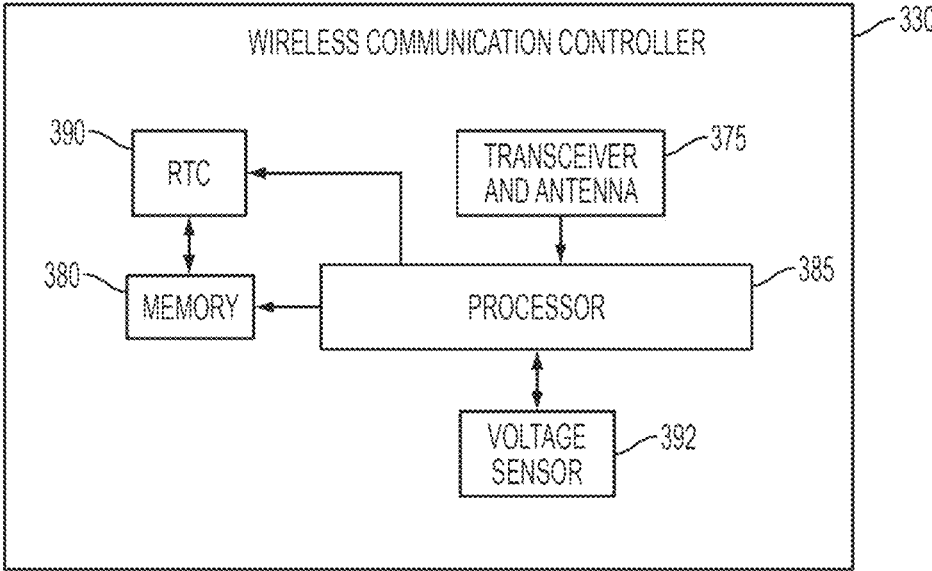 330
WIRELESS COMMUNICATION CONTROLLER
390
RTC
TRANSCEIVER
AND ANTENNA
375
380
MEMORY
PROCESSOR
385
VOLTAGE
SENSOR
392